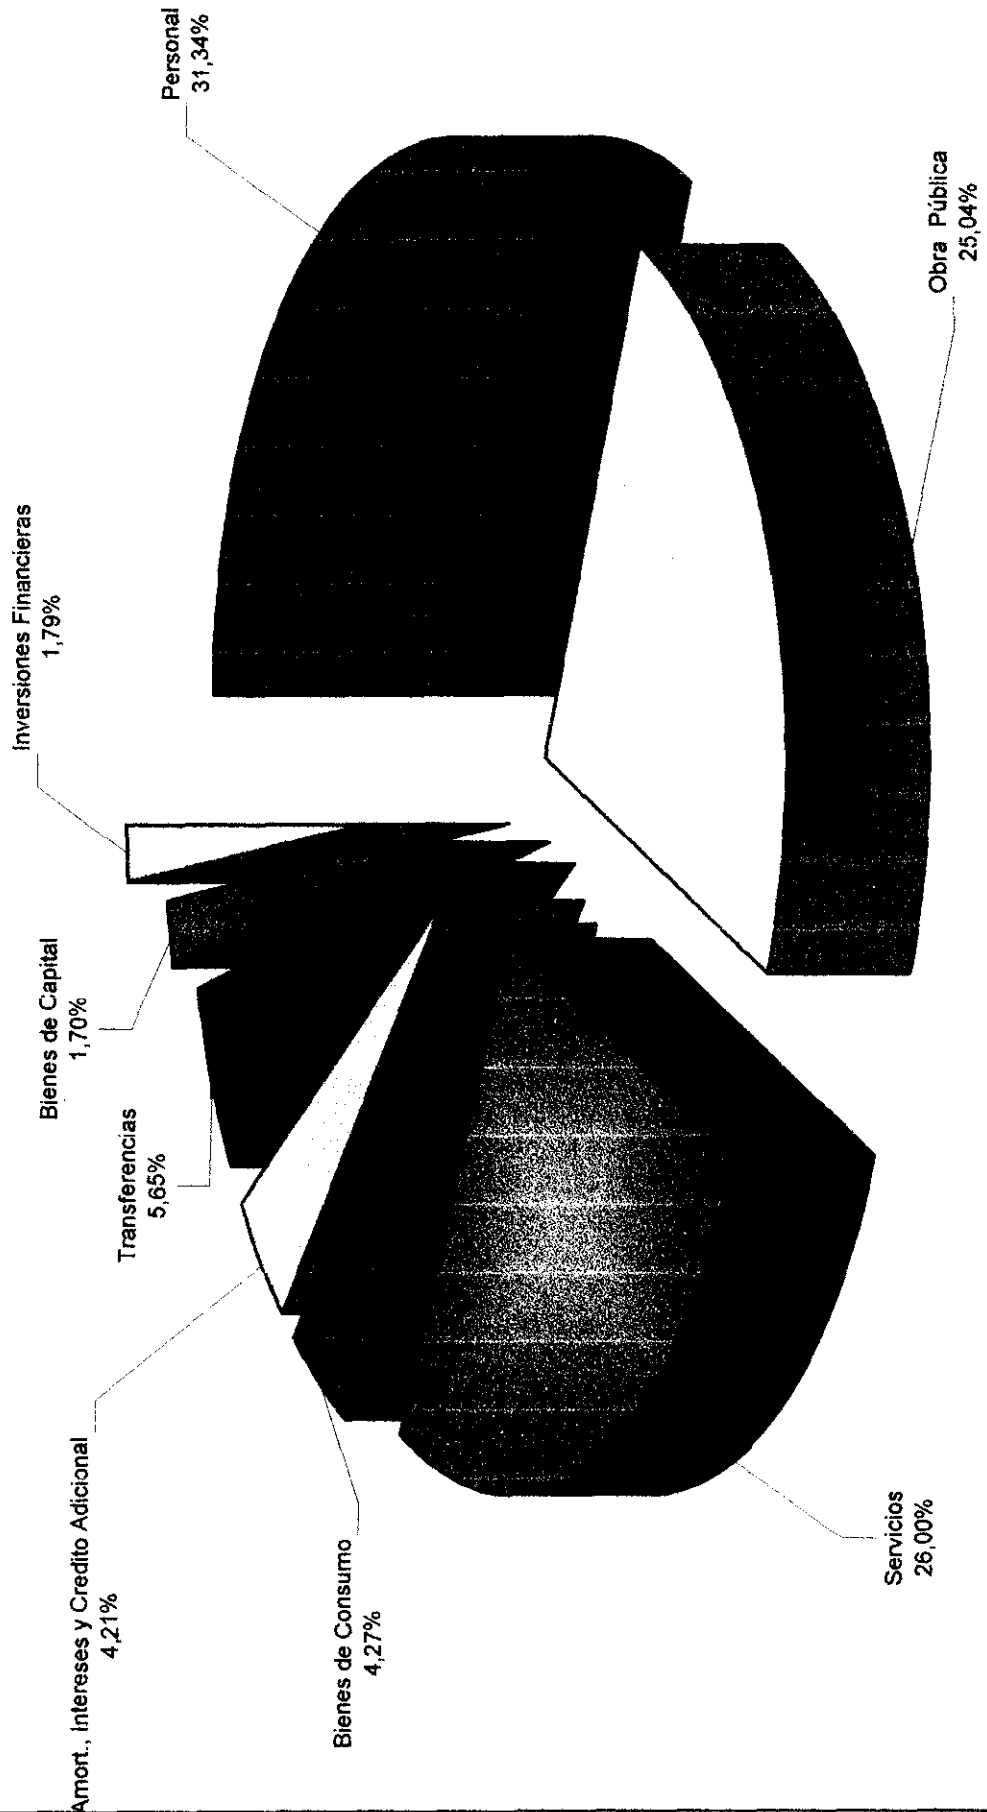 Personal
31,34%
Obra Pública
25,04%
Servicios
26,00%
Bienes de Consumo
4,27%
Amort., Intereses y Credito Adicional
4,21%
Transferencias
5,65%
Bienes de Capital
1,70%
Inversiones Financieras
1,79%